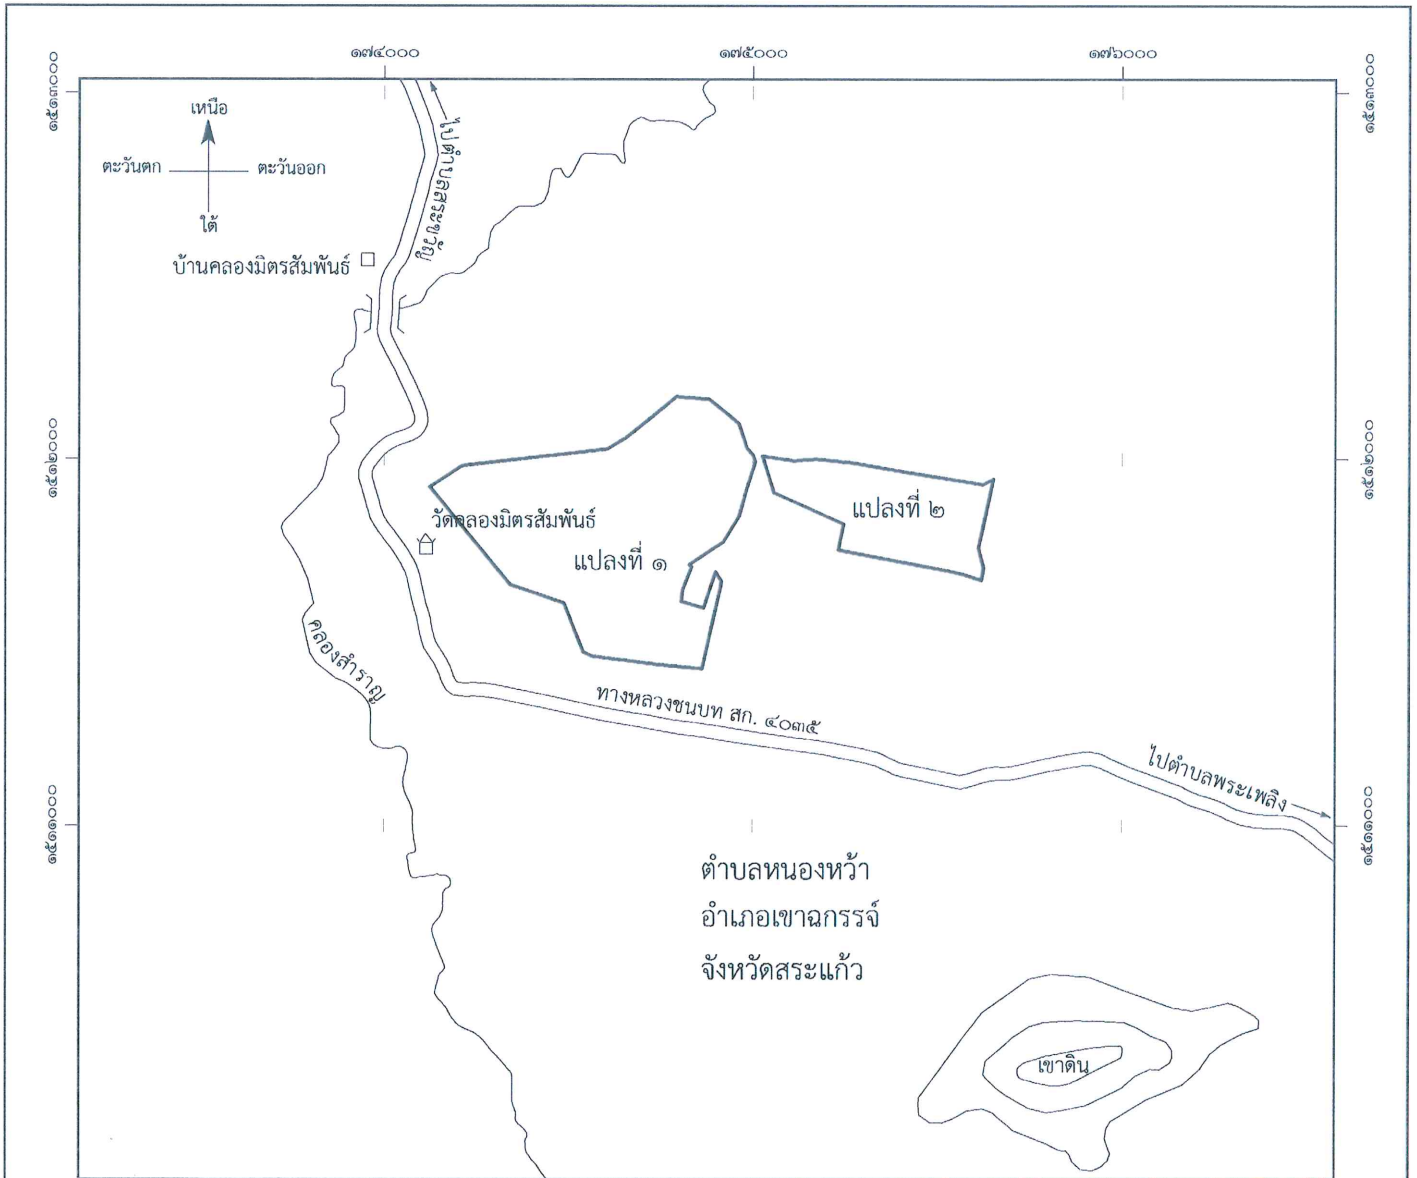 ๑๗๔๐๐๐
๑๗๕๐๐๐
๑๗๖๐๐๐
๑๕๑๓๐๐๐
๑๕๑๓๐๐๐
เหนือ
ตะวันตก
ตะวันออก
ใต้
ไปตำบลสระขวัญ
บ้านคลองมิตรสัมพันธ์
๑๕๑๒๐๐๐
๑๕๑๒๐๐๐
แปลงที่ ๒
วัดคลองมิตรสัมพันธ์
แปลงที่ ๑
คลองสำราญ
ทางหลวงชนบท สก. ๔๐๓๕
ไปตำบลพระเพลิง
๑๕๑๑๐๐๐
๑๕๑๑๐๐๐
ตำบลหนองหว้า
อำเภอเขาฉกรรจ์
จังหวัดสระแก้ว
เขาดิน